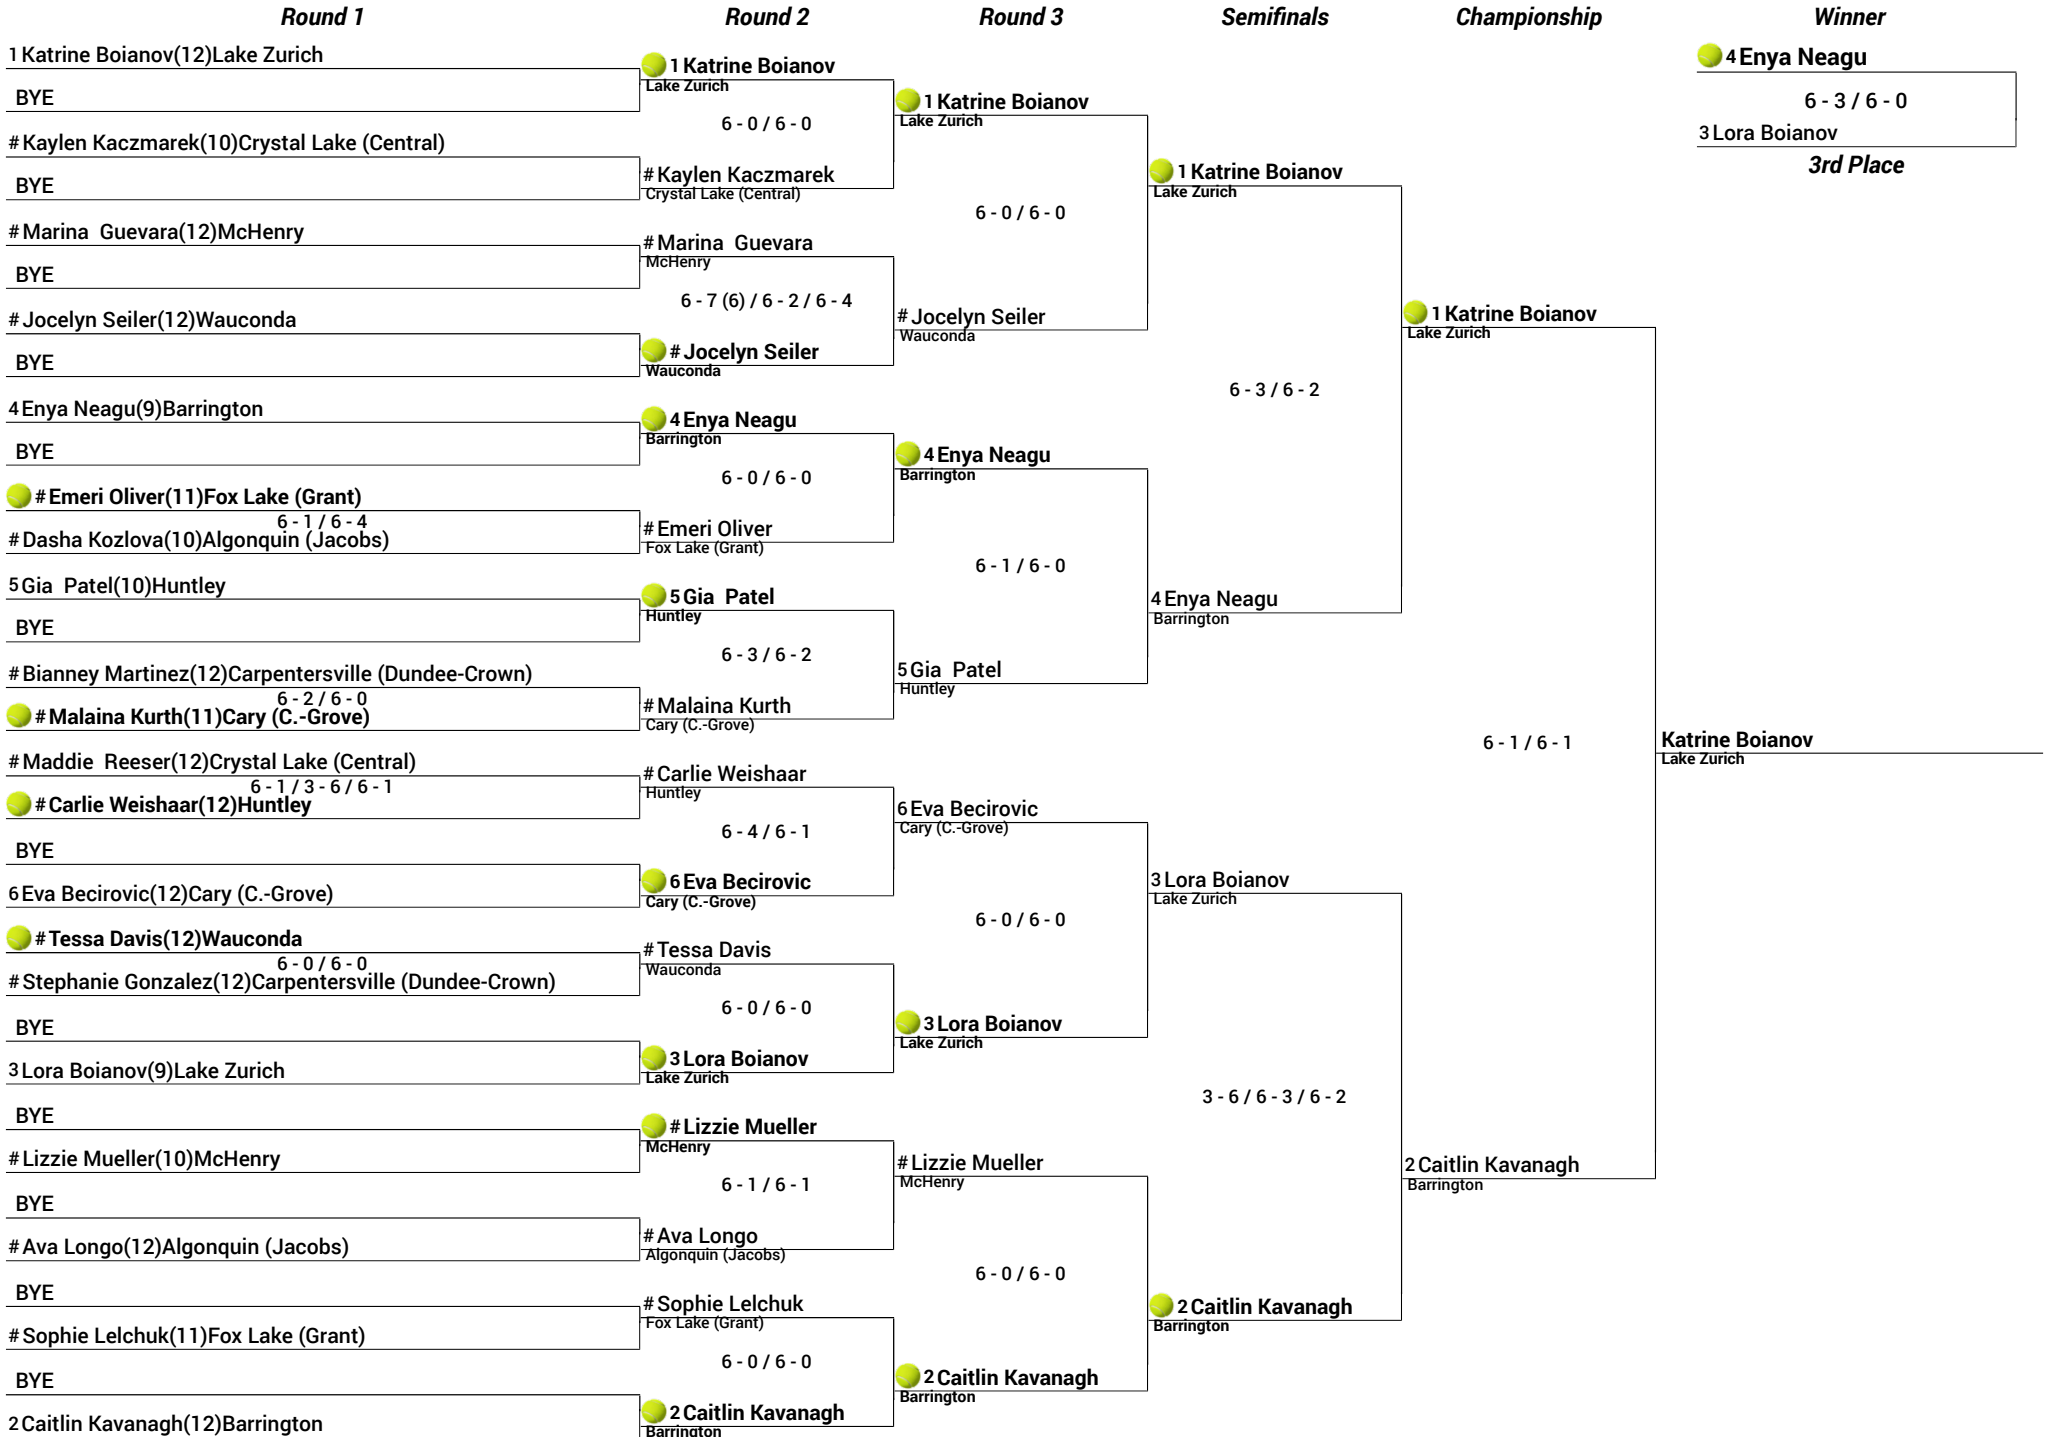 Round 1
Round 2
Round 3
Semifinals
Championship
Winner
1 Katrine Boianov(12)Lake Zurich
BYE
# Kaylen Kaczmarek(10)Crystal Lake (Central)
BYE
# Marina  Guevara(12)McHenry
BYE
# Jocelyn Seiler(12)Wauconda
BYE
4 Enya Neagu(9)Barrington
BYE
# Emeri Oliver(11)Fox Lake (Grant)
6 - 1 / 6 - 4
# Dasha Kozlova(10)Algonquin (Jacobs)
5 Gia  Patel(10)Huntley
BYE
# Bianney Martinez(12)Carpentersville (Dundee-Crown)
6 - 2 / 6 - 0
# Malaina Kurth(11)Cary (C.-Grove)
# Maddie  Reeser(12)Crystal Lake (Central)
6 - 1 / 3 - 6 / 6 - 1
# Carlie Weishaar(12)Huntley
BYE
6 Eva Becirovic(12)Cary (C.-Grove)
# Tessa Davis(12)Wauconda
6 - 0 / 6 - 0
# Stephanie Gonzalez(12)Carpentersville (Dundee-Crown)
BYE
3 Lora Boianov(9)Lake Zurich
BYE
# Lizzie Mueller(10)McHenry
BYE
# Ava Longo(12)Algonquin (Jacobs)
BYE
# Sophie Lelchuk(11)Fox Lake (Grant)
BYE
2 Caitlin Kavanagh(12)Barrington
1 Katrine Boianov
Lake Zurich
6 - 0 / 6 - 0
# Kaylen Kaczmarek
Crystal Lake (Central)
# Marina  Guevara
McHenry
6 - 7 (6) / 6 - 2 / 6 - 4
# Jocelyn Seiler
Wauconda
4 Enya Neagu
Barrington
6 - 0 / 6 - 0
# Emeri Oliver
Fox Lake (Grant)
5 Gia  Patel
Huntley
6 - 3 / 6 - 2
# Malaina Kurth
Cary (C.-Grove)
# Carlie Weishaar
Huntley
6 - 4 / 6 - 1
6 Eva Becirovic
Cary (C.-Grove)
# Tessa Davis
Wauconda
6 - 0 / 6 - 0
3 Lora Boianov
Lake Zurich
# Lizzie Mueller
McHenry
6 - 1 / 6 - 1
# Ava Longo
Algonquin (Jacobs)
# Sophie Lelchuk
Fox Lake (Grant)
6 - 0 / 6 - 0
2 Caitlin Kavanagh
Barrington
1 Katrine Boianov
Lake Zurich
6 - 0 / 6 - 0
# Jocelyn Seiler
Wauconda
4 Enya Neagu
Barrington
6 - 1 / 6 - 0
5 Gia  Patel
Huntley
6 Eva Becirovic
Cary (C.-Grove)
6 - 0 / 6 - 0
3 Lora Boianov
Lake Zurich
# Lizzie Mueller
McHenry
6 - 0 / 6 - 0
2 Caitlin Kavanagh
Barrington
1 Katrine Boianov
Lake Zurich
6 - 3 / 6 - 2
4 Enya Neagu
Barrington
3 Lora Boianov
Lake Zurich
3 - 6 / 6 - 3 / 6 - 2
2 Caitlin Kavanagh
Barrington
1 Katrine Boianov
Lake Zurich
6 - 1 / 6 - 1
2 Caitlin Kavanagh
Barrington
Katrine Boianov
Lake Zurich
4 Enya Neagu
6 - 3 / 6 - 0
3 Lora Boianov
3rd Place